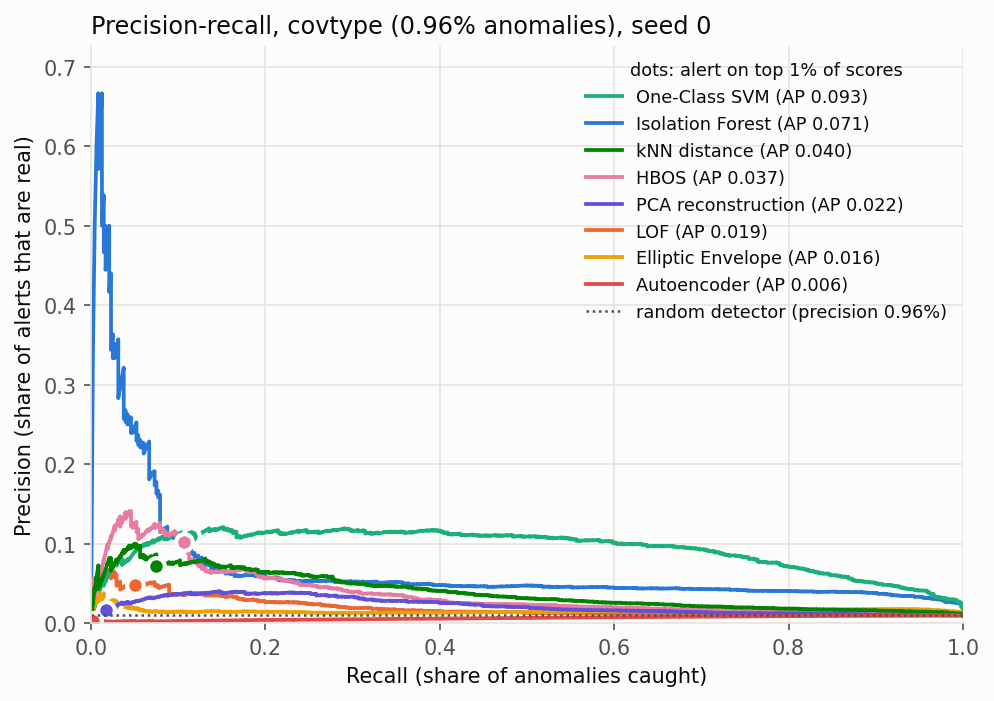 Precision-recall, covtype (0.96% anomalies), seed 0
Precision (share of alerts that are real)
0.7
0.6
0.5
0.4
0.3
0.2
0.1
0.0
dots: alert on top 1% of scores
One-Class SVM (AP 0.093)
Isolation Forest (AP 0.071)
kNN distance (AP 0.040)
HBOS (AP 0.037)
PCA reconstruction (AP 0.022)
LOF (AP 0.019)
Elliptic Envelope (AP 0.016)
Autoencoder (AP 0.006)
random detector (precision 0.96%)
0.0 0.2 0.4 0.6 0.8 1.0
Recall (share of anomalies caught)